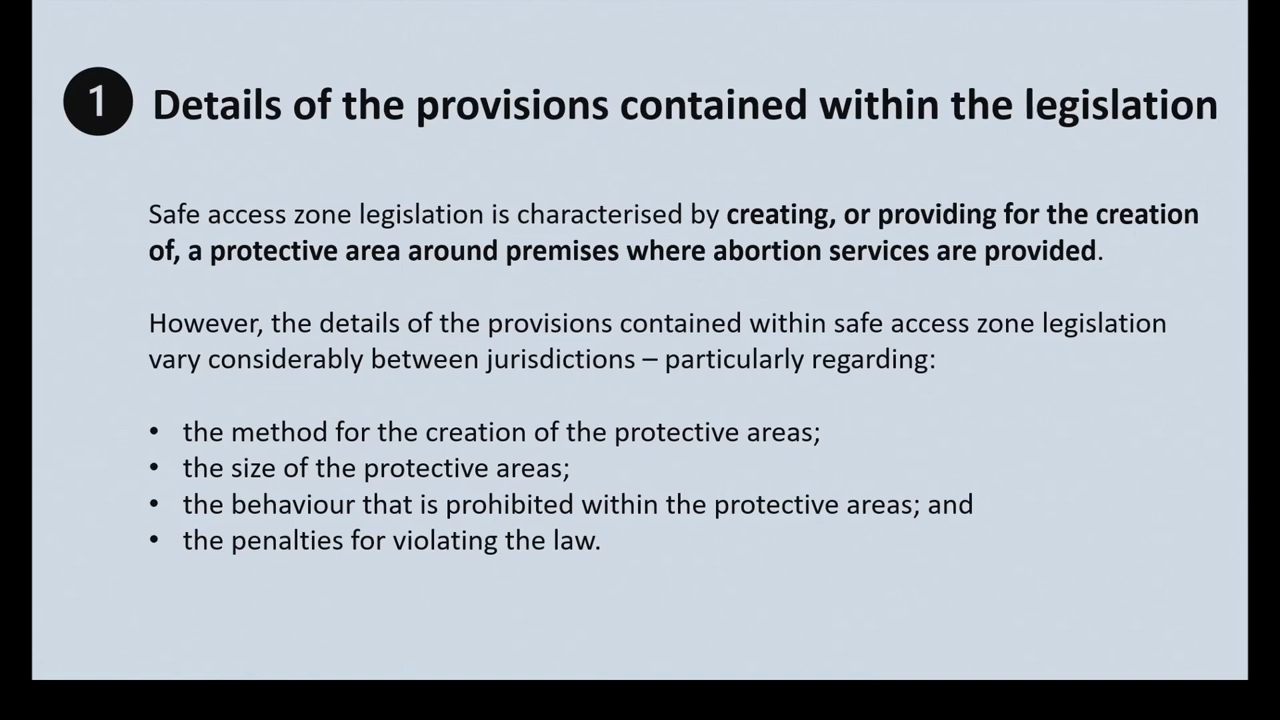 1 Details of the provisions contained within the legislation
Safe access zone legislation is characterised by creating, or providing for the creation
of, a protective area around premises where abortion services are provided.
However, the details of the provisions contained within safe access zone legislation
vary considerably between jurisdictions – particularly regarding:
• the method for the creation of the protective areas;
• the size of the protective areas;
• the behaviour that is prohibited within the protective areas; and
• the penalties for violating the law.